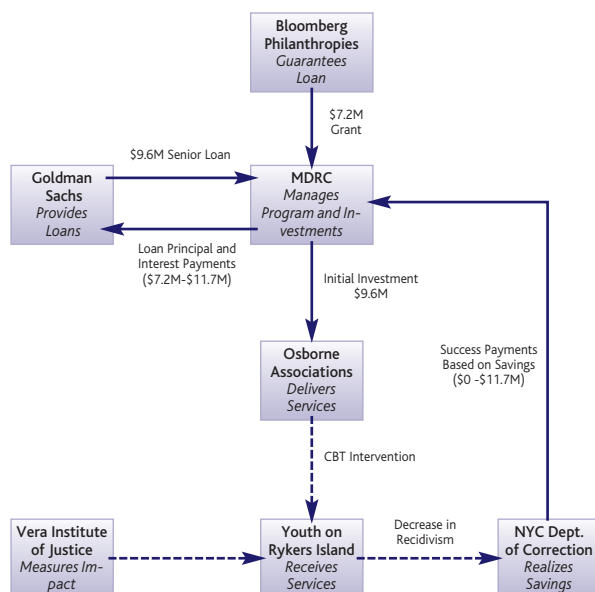 Bloomberg
Philanthropies
Guarantees
Loan
$7.2M
Grant
$9.6M Senior Loan
Goldman
Sachs
Provides
Loans
MDRC
Manages
Program and In-
vestments
Loan Principal and
Interest Payments
($7.2M-$11.7M)
Initial Investment
$9.6M
Osborne
Associations
Delivers
Services
Success Payments
Based on Savings
($0 -$11.7M)
CBT Intervention
Vera Institute
of Justice
Measures Im-
pact
Youth on
Rykers Island
Receives
Services
Decrease in
Recidivism
NYC Dept.
of Correction
Realizes
Savings